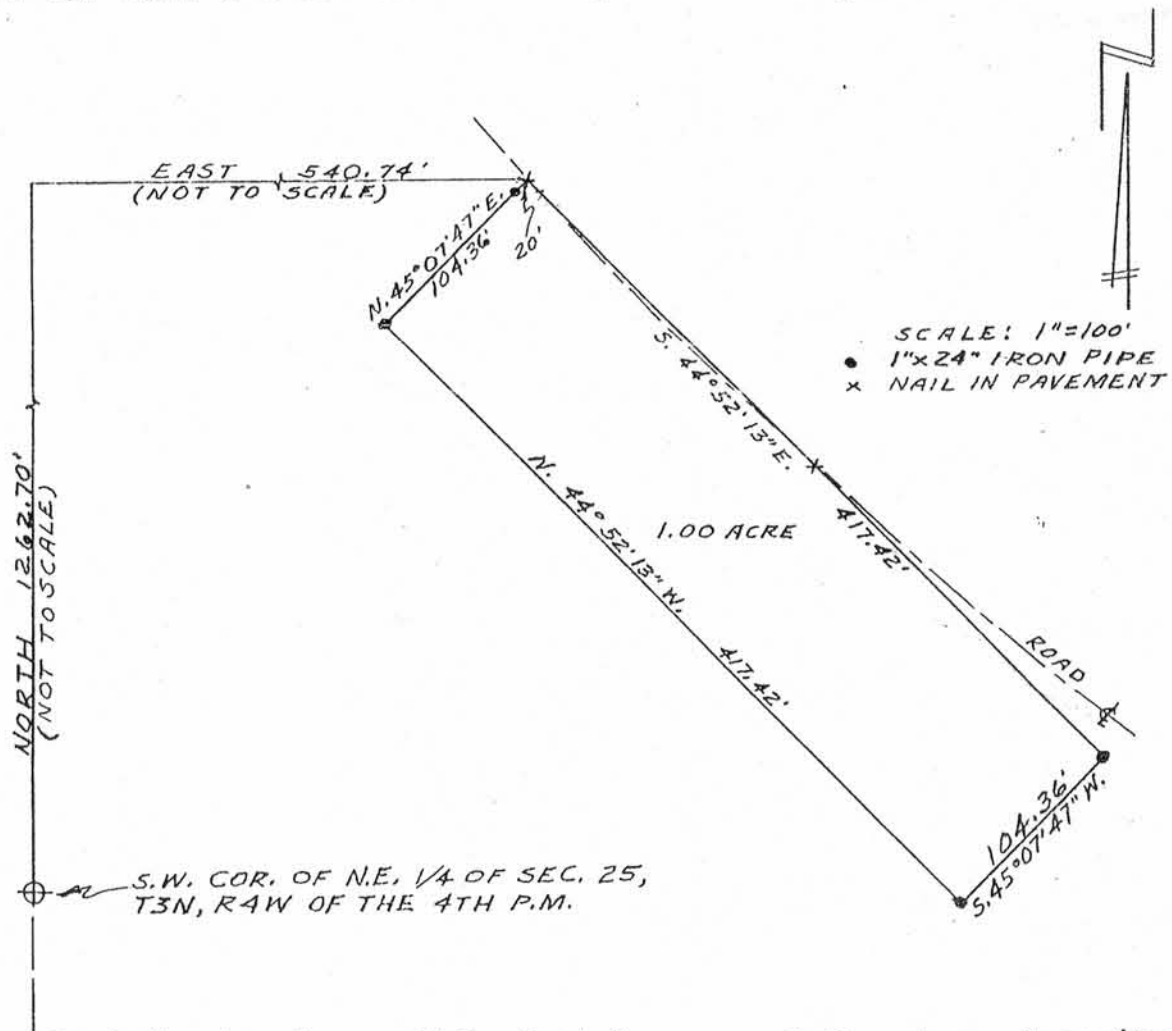 EAST 540.74'
(NOT TO SCALE)
N. 45°07'47" E.
104.36'
20'
SCALE: 1"=100'
1"x24" IRON PIPE
NAIL IN PAVEMENT
S. 44°52'13" E.
417.42'
1.00 ACRE
N. 44°52'13" W.
417.42'
ROAD
NORTH 1262.70'
(NOT TO SCALE)
104.36'
S. 45°07'47" W.
S.W. COR. OF N.E. 1/4 OF SEC. 25,
T3N, R4W OF THE 4TH P.M.